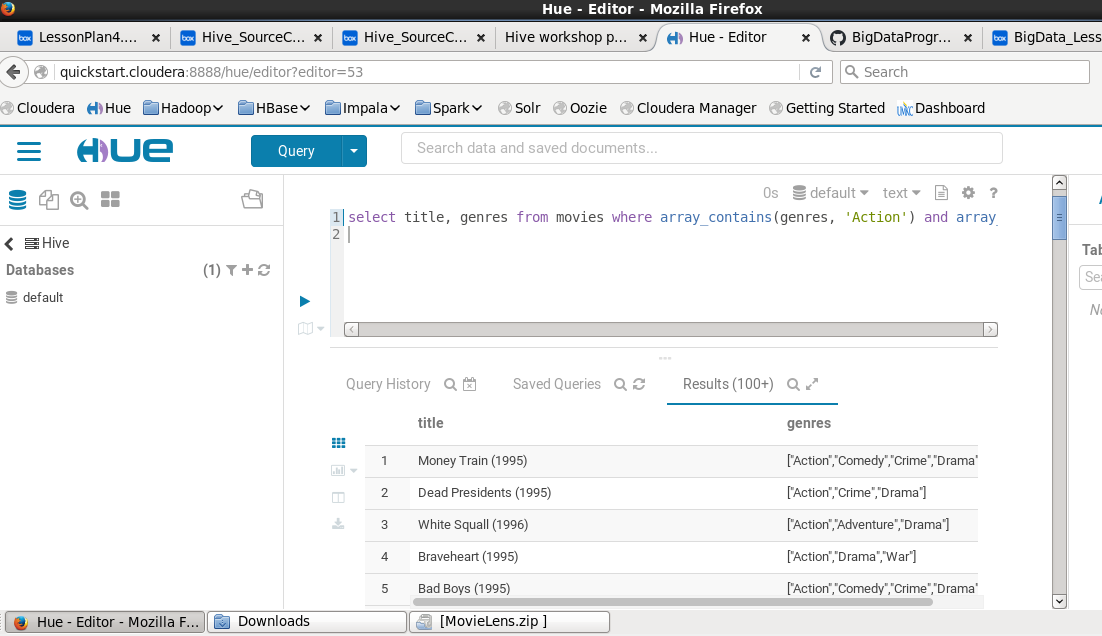 Hue - Editor - Mozilla Firefox
LessonPlan4.... × Hive_SourceC... × Hive_SourceC... × Hive workshop p... × Hue - Editor × BigDataProgr... × BigData_Less
quickstart.cloudera:8888/hue/editor?editor=53 Search
Cloudera Hue Hadoop HBase Impala Spark Solr Oozie Cloudera Manager Getting Started Dashboard
HUE Query Search data and saved documents...
0s default text ?
1 select title, genres from movies where array_contains(genres, 'Action') and array_
2
Hive
Databases (1)
default
Tab
Sea
No
Query History Saved Queries Results (100+)
title genres
1 Money Train (1995) ["Action","Comedy","Crime","Drama"
2 Dead Presidents (1995) ["Action","Crime","Drama"]
3 White Squall (1996) ["Action","Adventure","Drama"]
4 Braveheart (1995) ["Action","Drama","War"]
5 Bad Boys (1995) ["Action","Comedy","Crime","Drama"
Hue - Editor - Mozilla F... Downloads [MovieLens.zip ]